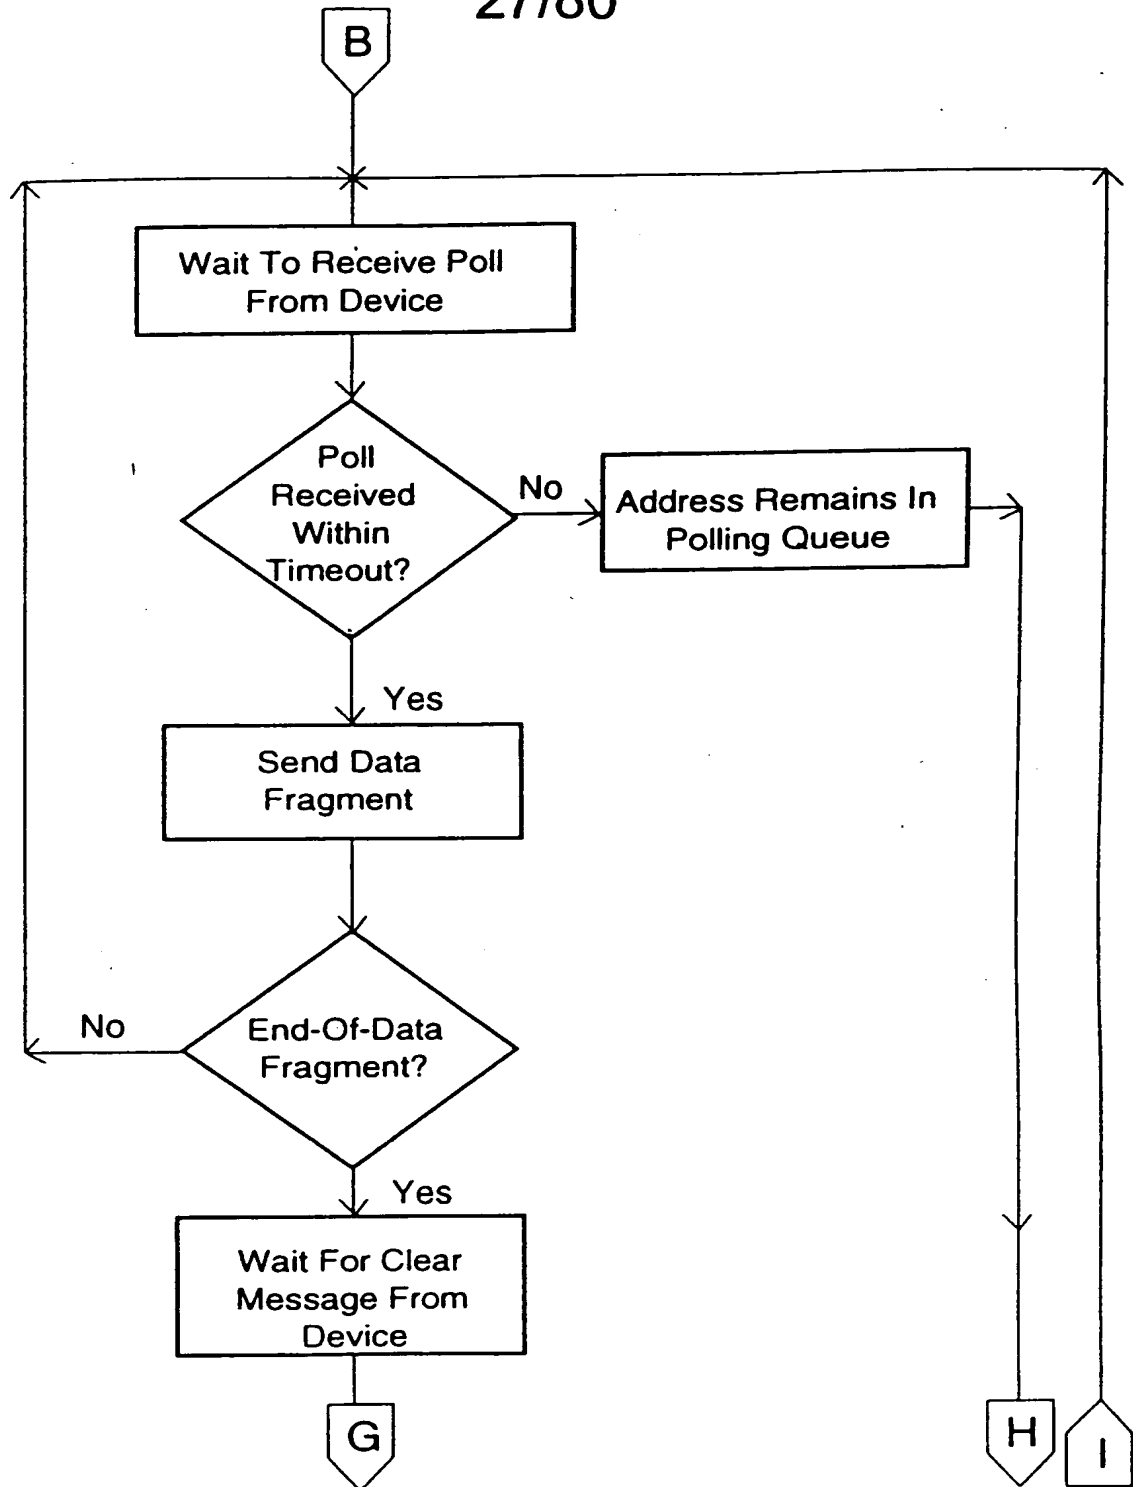 27/80
B
Wait To Receive Poll
From Device
Poll
Received
Within
Timeout?
No
Address Remains In
Polling Queue
Yes
Send Data
Fragment
No
End-Of-Data
Fragment?
Yes
Wait For Clear
Message From
Device
G
H
I